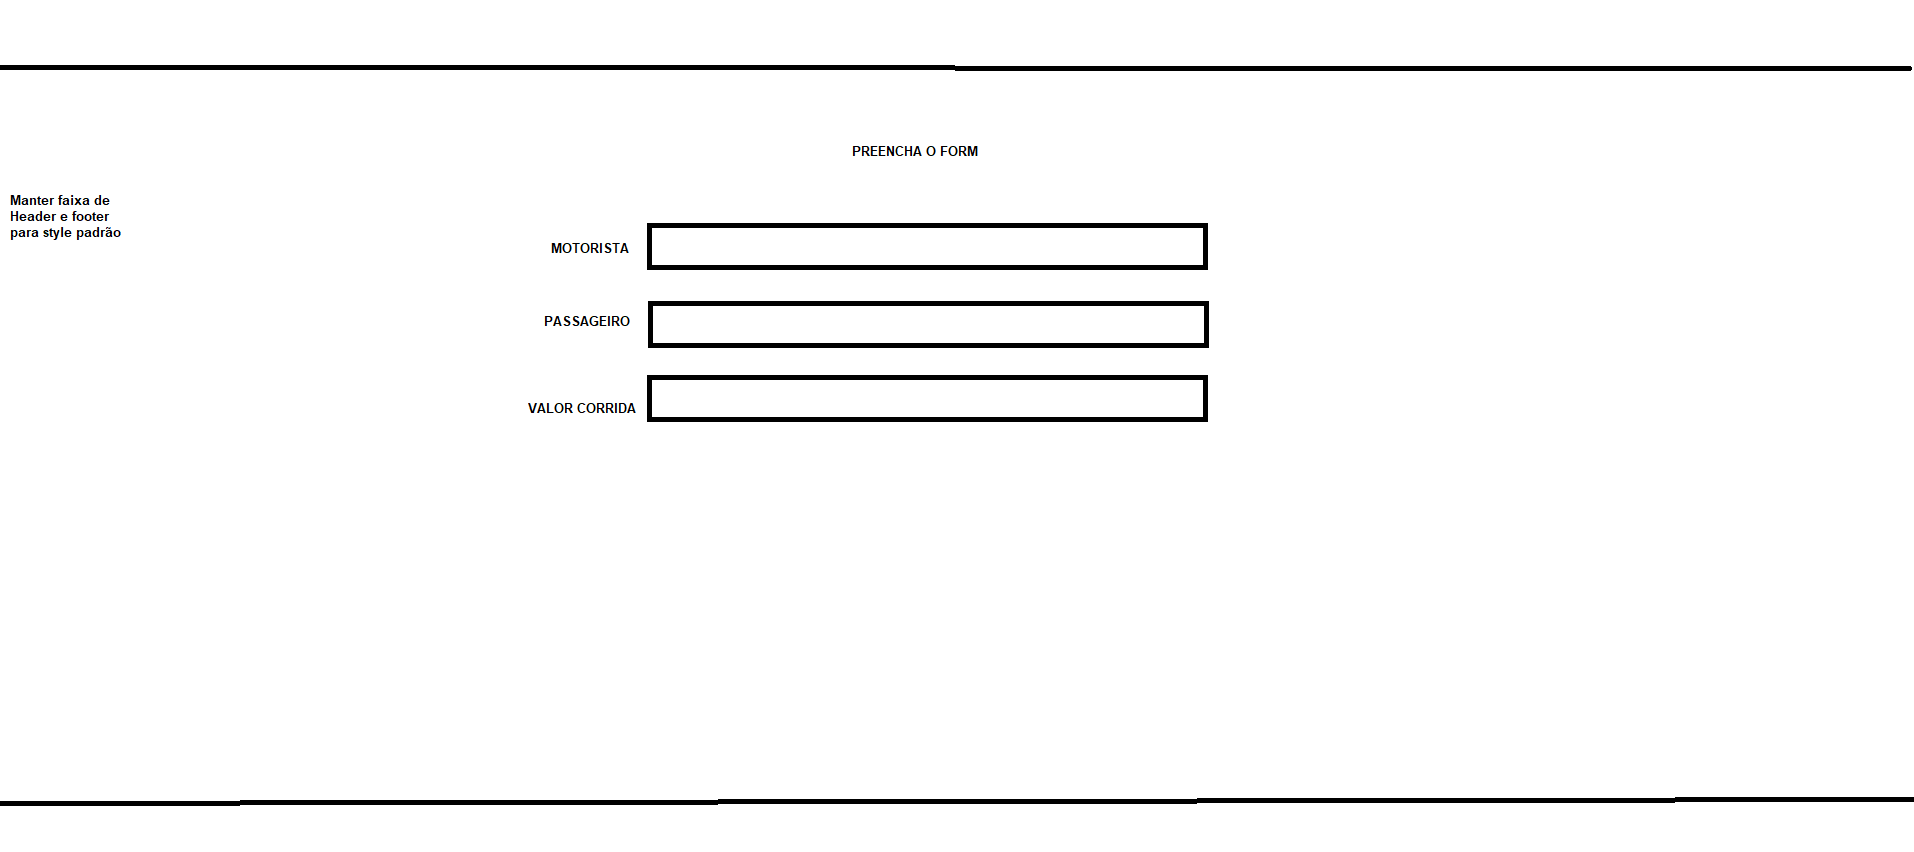 PREENCHA O FORM
Manter faixa de
Header e footer
para style padrão
MOTORISTA
PASSAGEIRO
VALOR CORRIDA